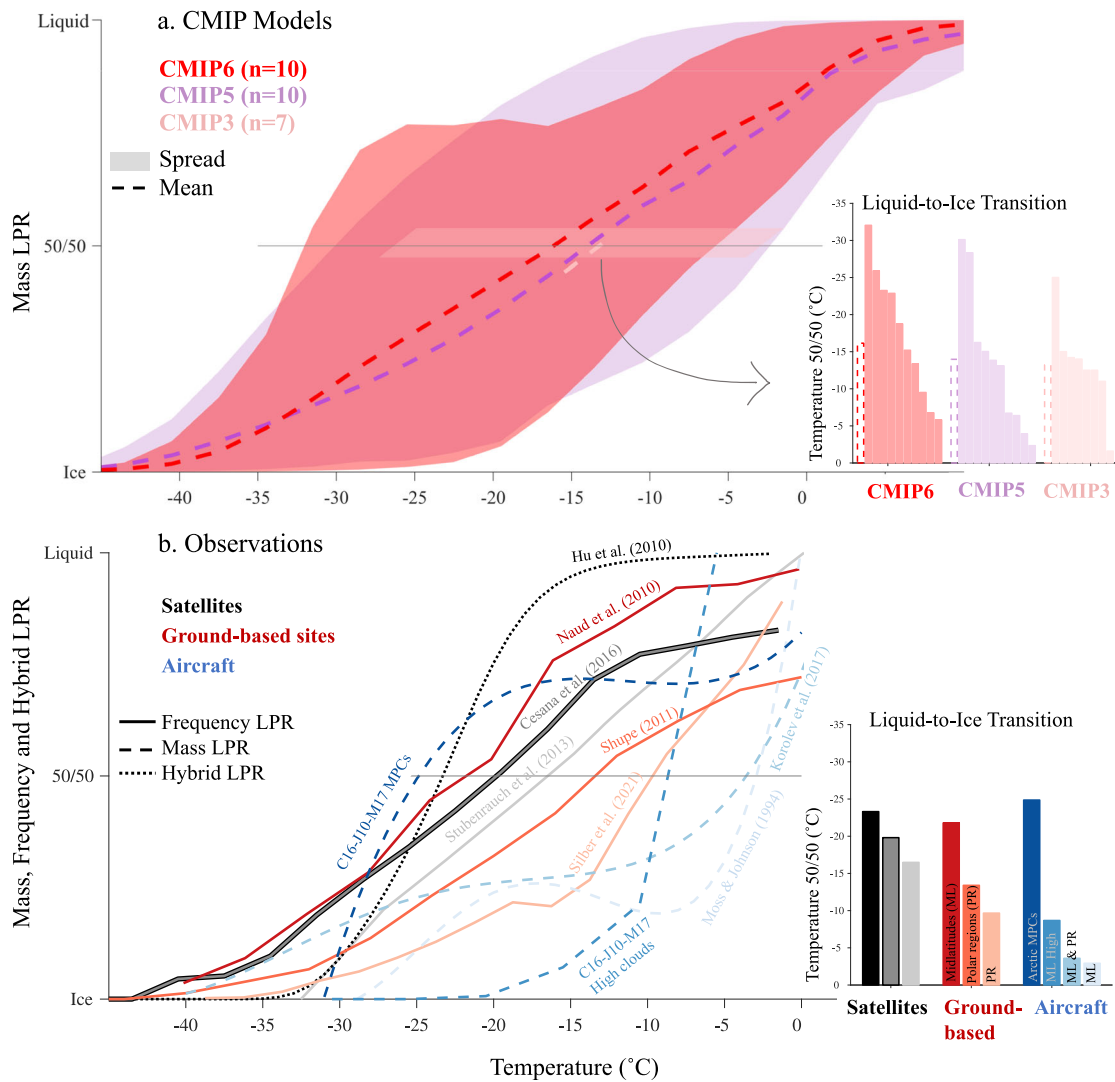 Liquid
a. CMIP Models
CMIP6 (n=10)
CMIP5 (n=10)
CMIP3 (n=7)
Spread
Mean
Mass LPR
50/50
Ice
-40
-35
-30
-25
-20
-15
-10
-5
0
Liquid-to-Ice Transition
Temperature 50/50 (˚C)
-35
-30
-25
-20
-15
-10
-5
0
CMIP6
CMIP5
CMIP3
b. Observations
Liquid
Satellites
Ground-based sites
Aircraft
Frequency LPR
Mass LPR
Hybrid LPR
Mass, Frequency and Hybrid LPR
50/50
Ice
Hu et al. (2010)
Naud et al. (2010)
Cesana et al. (2016)
Stubenrauch et al. (2013)
Shupe (2011)
Silber et al. (2021)
Korolev et al. (2017)
Moss & Johnson (1994)
C16-J10-M17 MPCs
C16-J10-M17
High clouds
-40
-35
-30
-25
-20
-15
-10
-5
0
Temperature (˚C)
Liquid-to-Ice Transition
Temperature 50/50 (˚C)
-35
-30
-25
-20
-15
-10
-5
0
Midlatitudes (ML)
Polar regions (PR)
PR
Arctic MPCs
ML High
ML & PR
ML
Satellites
Ground-
based
Aircraft